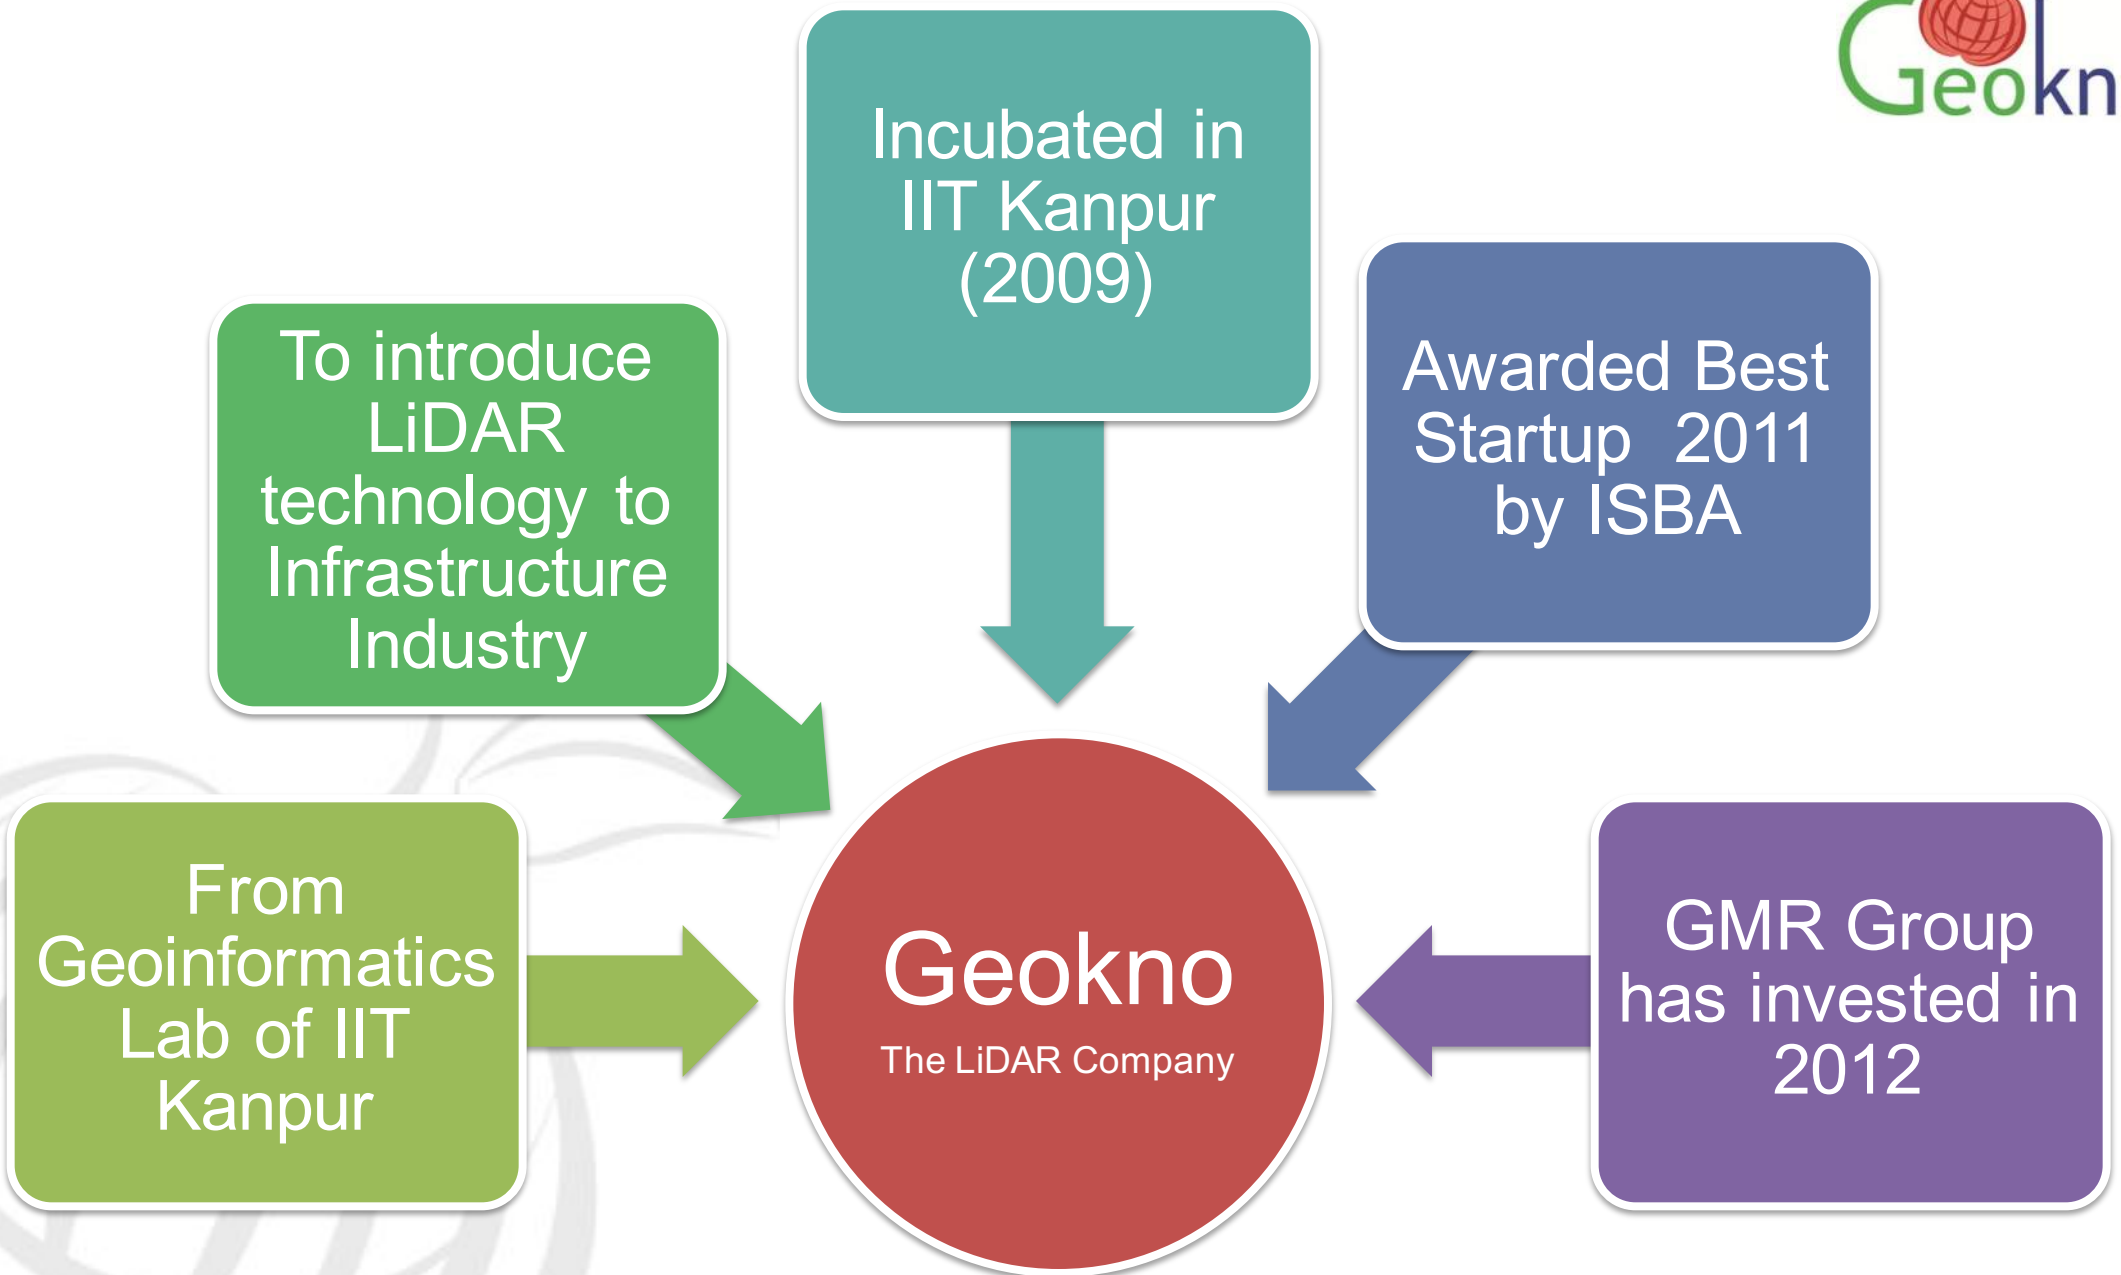 Geokn
Incubated in
IIT Kanpur
(2009)
To introduce
LiDAR
technology to
Infrastructure
Industry
Awarded Best
Startup 2011
by ISBA
From
Geoinformatics
Lab of IIT
Kanpur
Geokno
The LiDAR Company
GMR Group
has invested in
2012